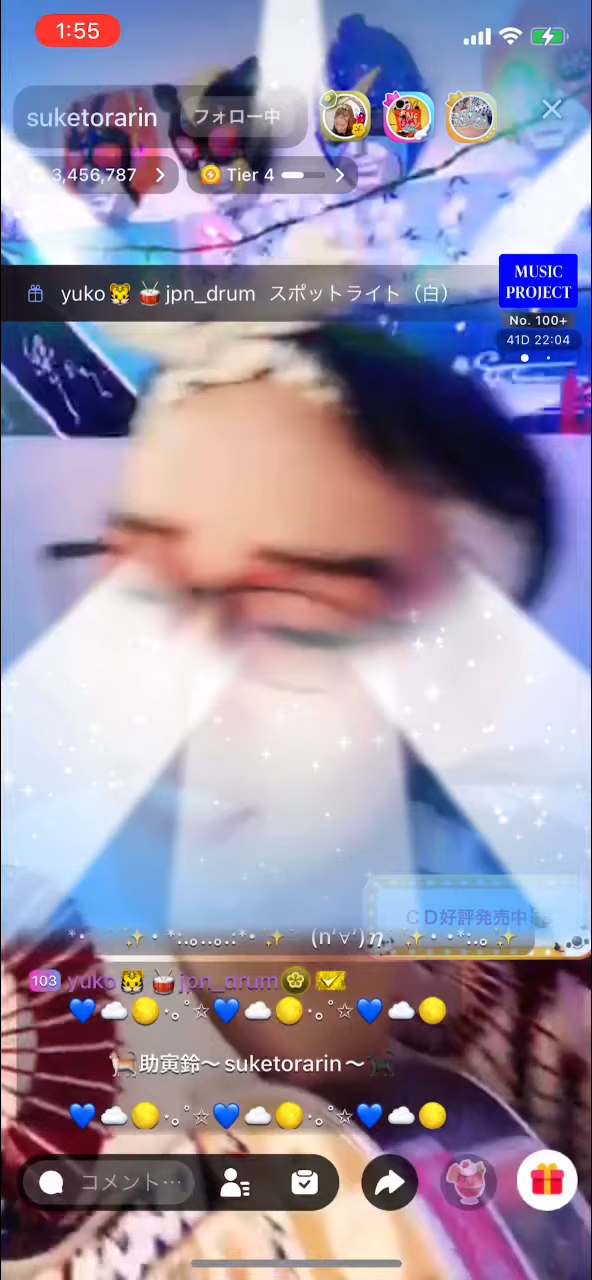 1:55
suketorarin
フォロー中
3,456,787
Tier 4
yuko🐯🥁jpn_drum スポットライト（白）
MUSIC
PROJECT
No. 100+
41D 22:04
CD好評発売中
103 yuko🐯🥁jpn_drum
💙☁️🌕･｡ﾟ☆💙☁️🌕･｡ﾟ☆💙☁️🌕
🐕助寅鈴〜suketorarin〜🐈‍⬛
💙☁️🌕･｡ﾟ☆💙☁️🌕･｡ﾟ☆💙☁️🌕
コメント…